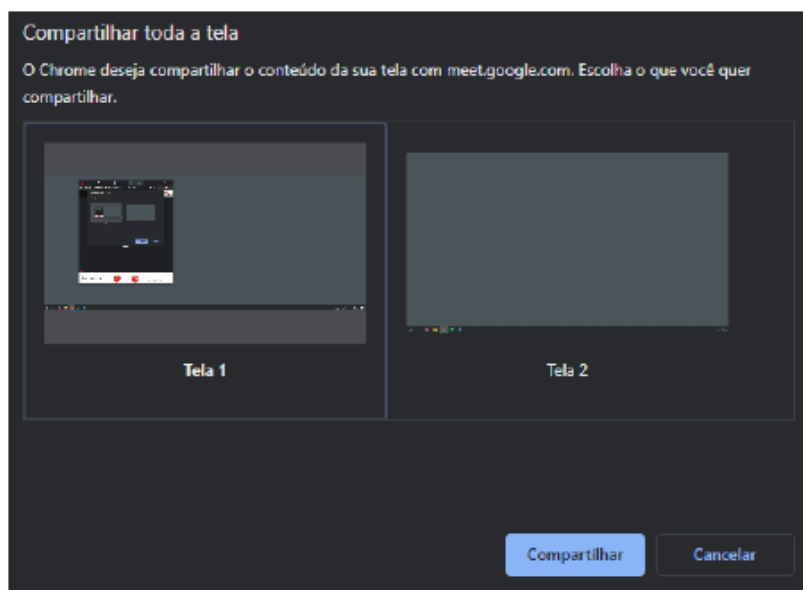 Compartilhar toda a tela
O Chrome deseja compartilhar o conteúdo da sua tela com meet.google.com. Escolha o que você quer
compartilhar.
Tela 1
Tela 2
Compartilhar
Cancelar